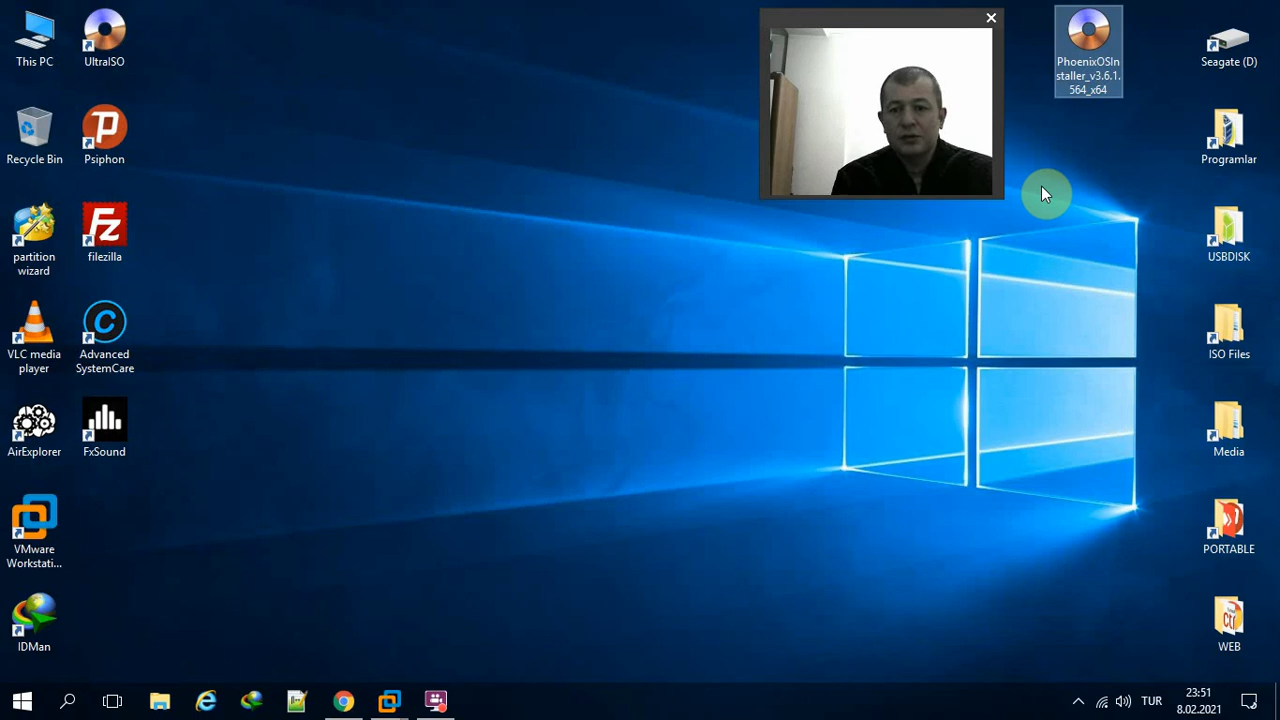 This PC
UltraISO
Recycle Bin
Psiphon
partition
wizard
filezilla
VLC media
player
Advanced
SystemCare
AirExplorer
FxSound
VMware
Workstati...
IDMan
PhoenixOSIn
staller_v3.6.1.
564_x64
Seagate (D)
Programlar
USBDISK
ISO Files
Media
PORTABLE
WEB
TUR
23:51
8.02.2021